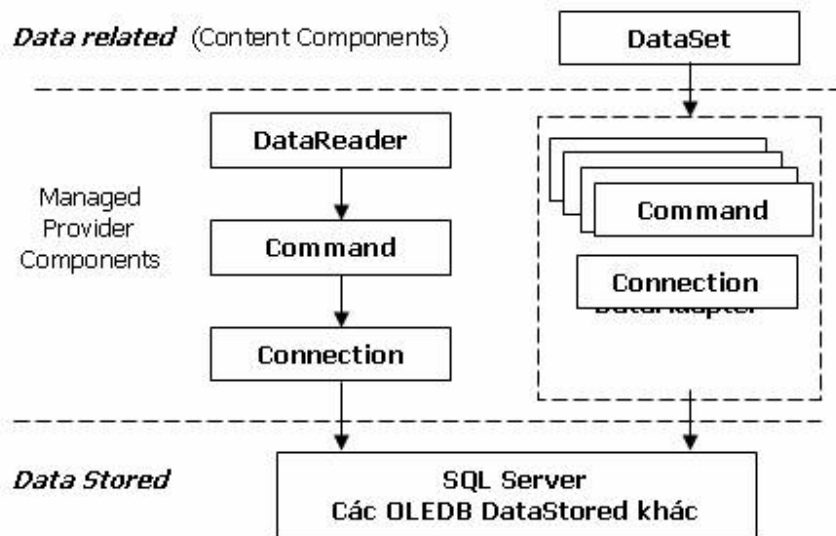 Data related (Content Components)
DataSet
DataReader
Managed
Provider
Components
Command
Command
Connection
DataAdapter
Connection
Data Stored
SQL Server
Các OLEDB DataStored khác